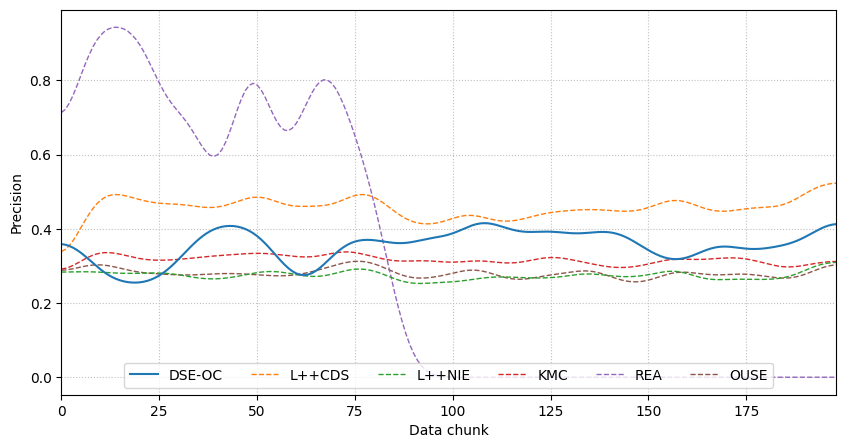 Precision
0.8
0.6
0.4
0.2
0.0
DSE-OC L++CDS L++NIE KMC REA OUSE
0 25 50 75 100 125 150 175
Data chunk